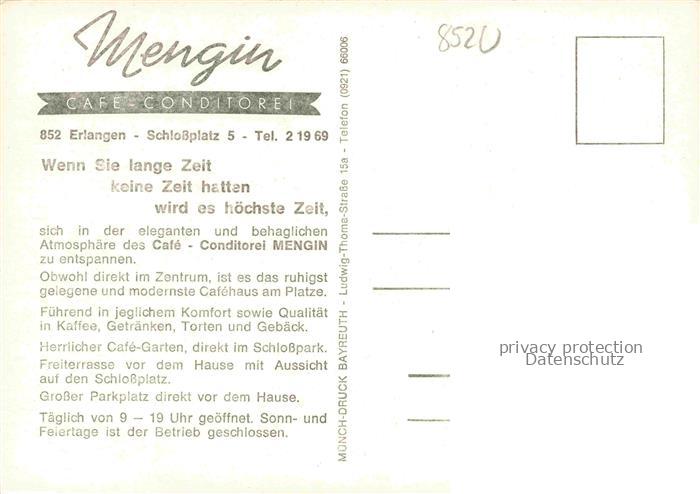 Mengin
CAFE-CONDITOREI
852 Erlangen - Schloßplatz 5 - Tel. 2 19 69
Wenn Sie lange Zeit
keine Zeit hatten
wird es höchste Zeit,
sich in der eleganten und behaglichen
Atmosphäre des Café - Conditorei MENGIN
zu entspannen.
Obwohl direkt im Zentrum, ist es das ruhigst
gelegene und modernste Caféhaus am Platze.
Führend in jeglichem Komfort sowie Qualität
in Kaffee, Getränken, Torten und Gebäck.
Herrlicher Café-Garten, direkt im Schloßpark.
Freiterrasse vor dem Hause mit Aussicht
auf den Schloßplatz.
Großer Parkplatz direkt vor dem Hause.
Täglich von 9 – 19 Uhr geöffnet. Sonn- und
Feiertage ist der Betrieb geschlossen.
MÜNCH-DRUCK BAYREUTH - Ludwig-Thoma-Straße 15a - Telefon (0921) 66006
8520
privacy protection
Datenschutz